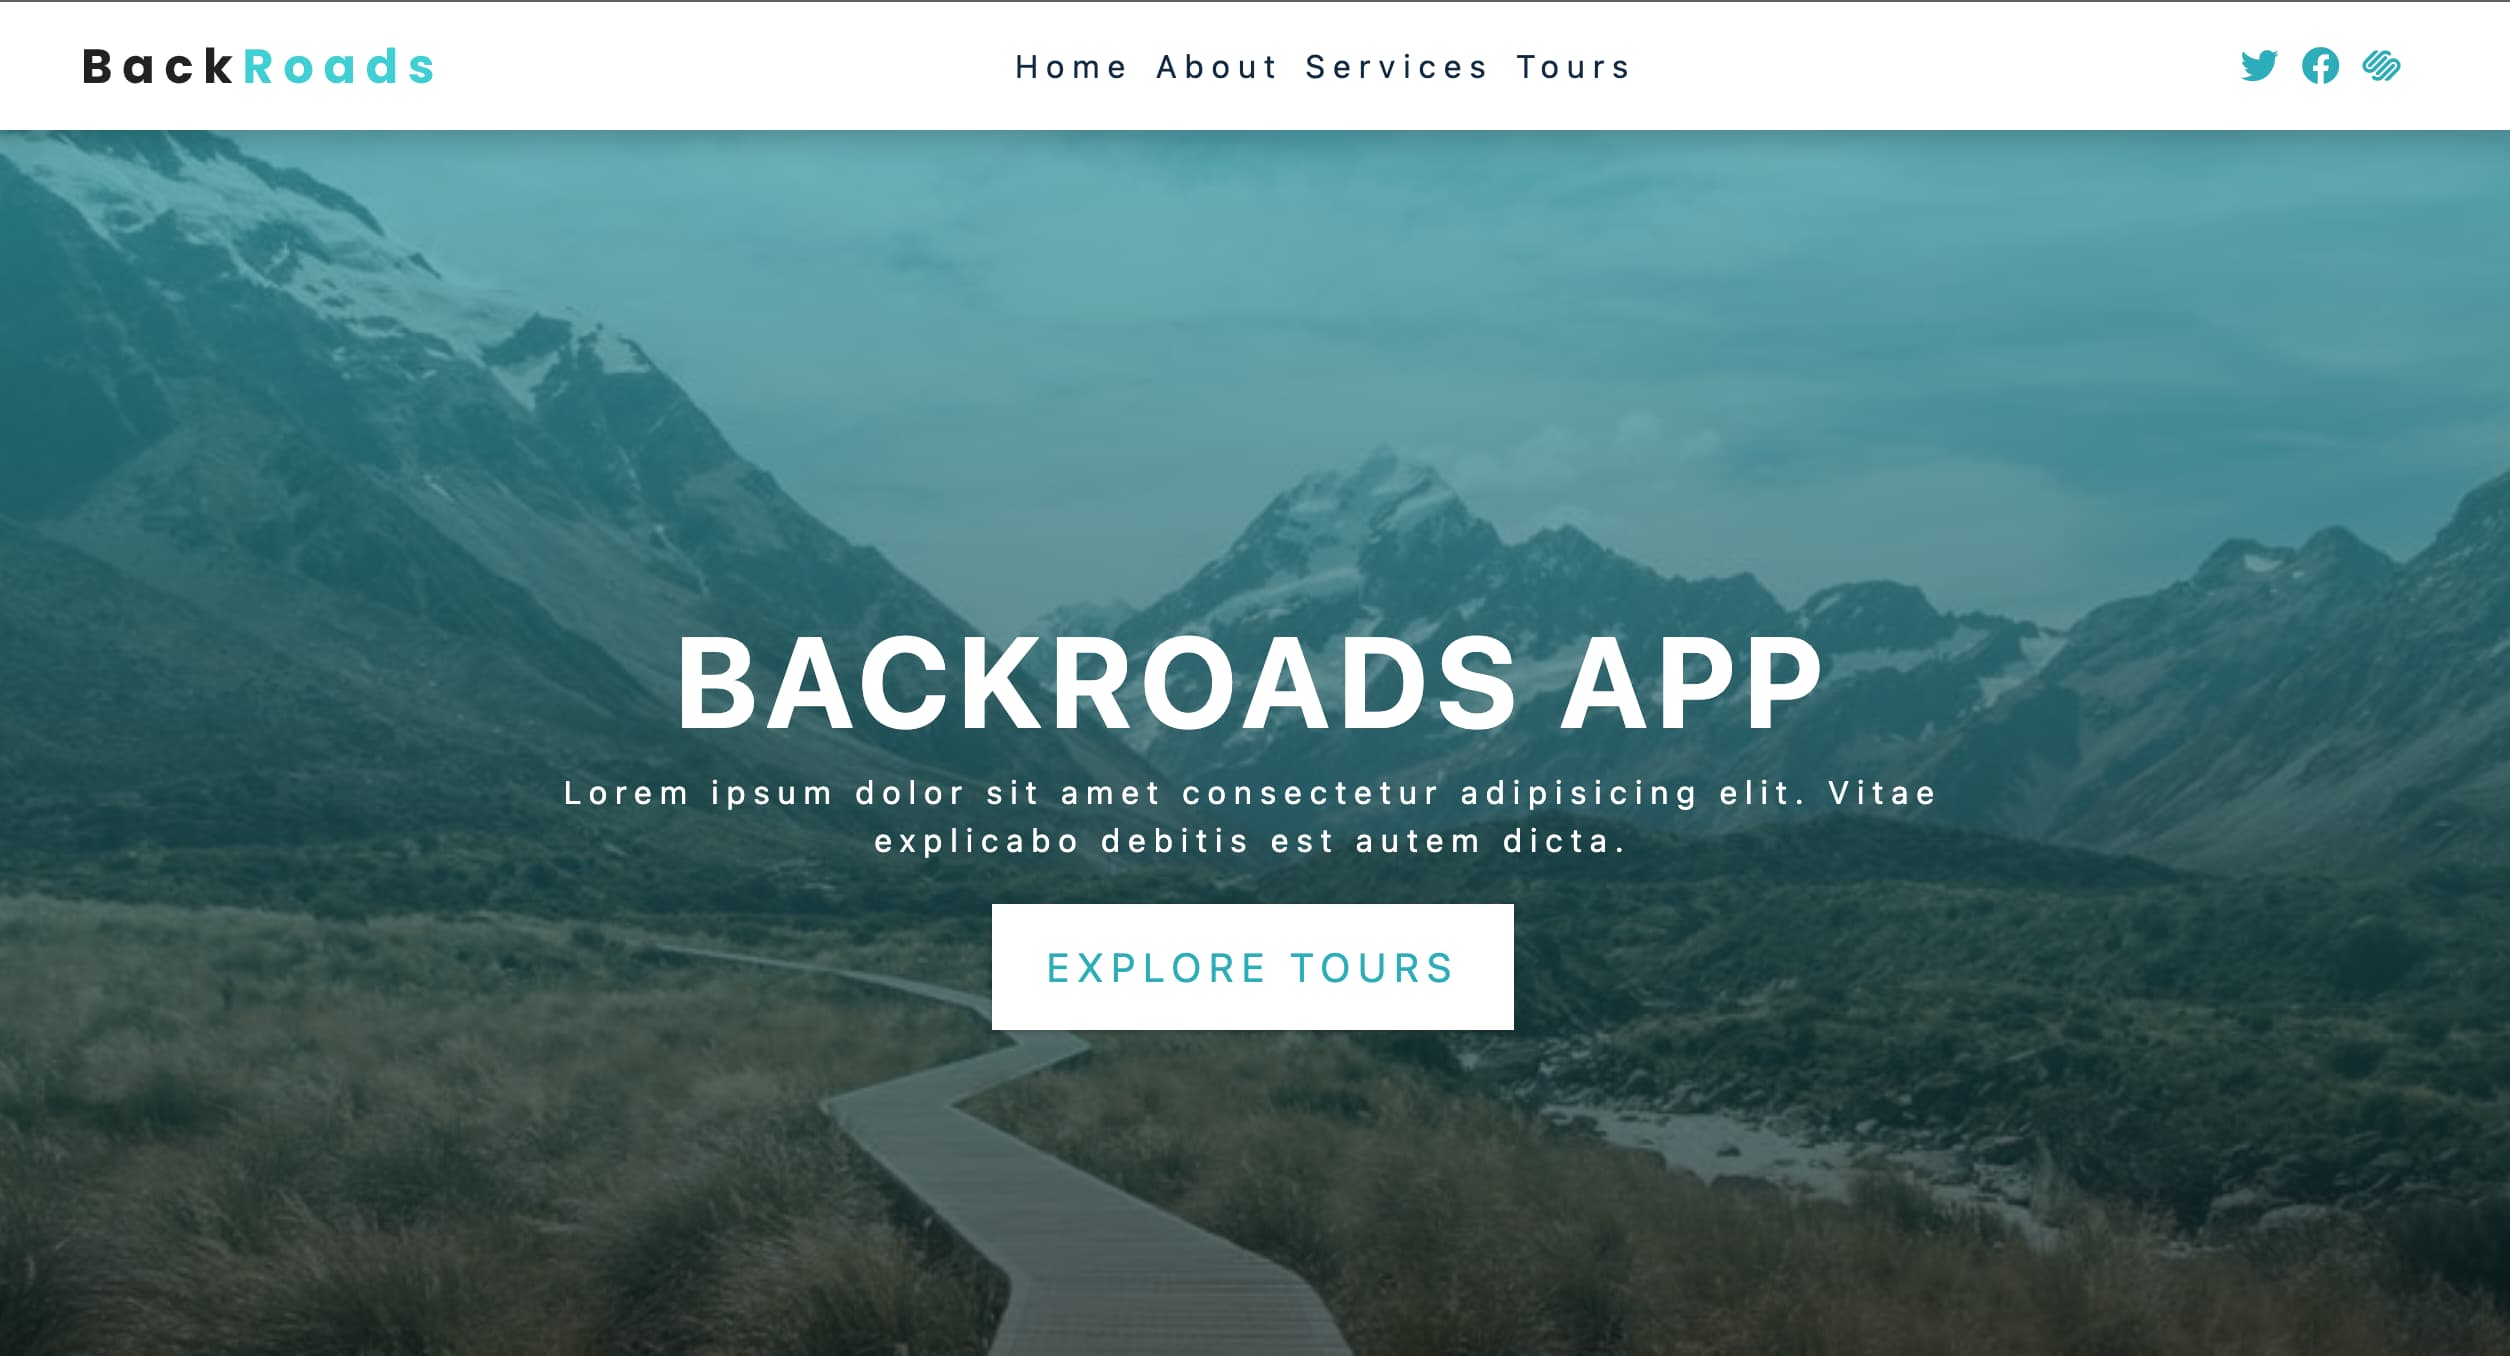 BackRoads
Home About Services Tours
BACKROADS APP
Lorem ipsum dolor sit amet consectetur adipisicing elit. Vitae
explicabo debitis est autem dicta.
EXPLORE TOURS